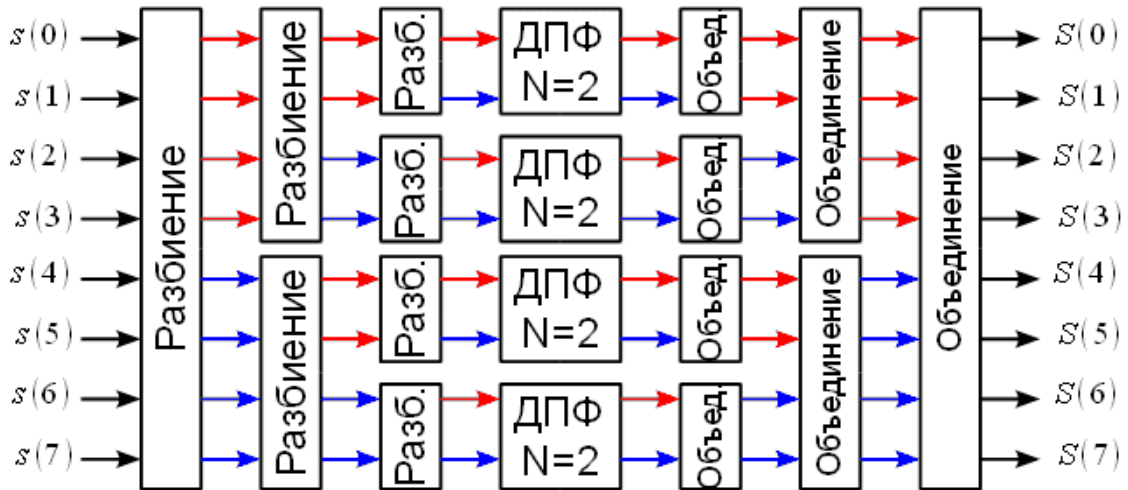 s(0)
s(1)
s(2)
s(3)
s(4)
s(5)
s(6)
s(7)
Разбиение
Разбиение
Разбиение
Разб.
Разб.
Разб.
Разб.
ДПФ
N=2
ДПФ
N=2
ДПФ
N=2
ДПФ
N=2
Объед.
Объед.
Объед.
Объед.
Объединение
Объединение
Объединение
S(0)
S(1)
S(2)
S(3)
S(4)
S(5)
S(6)
S(7)